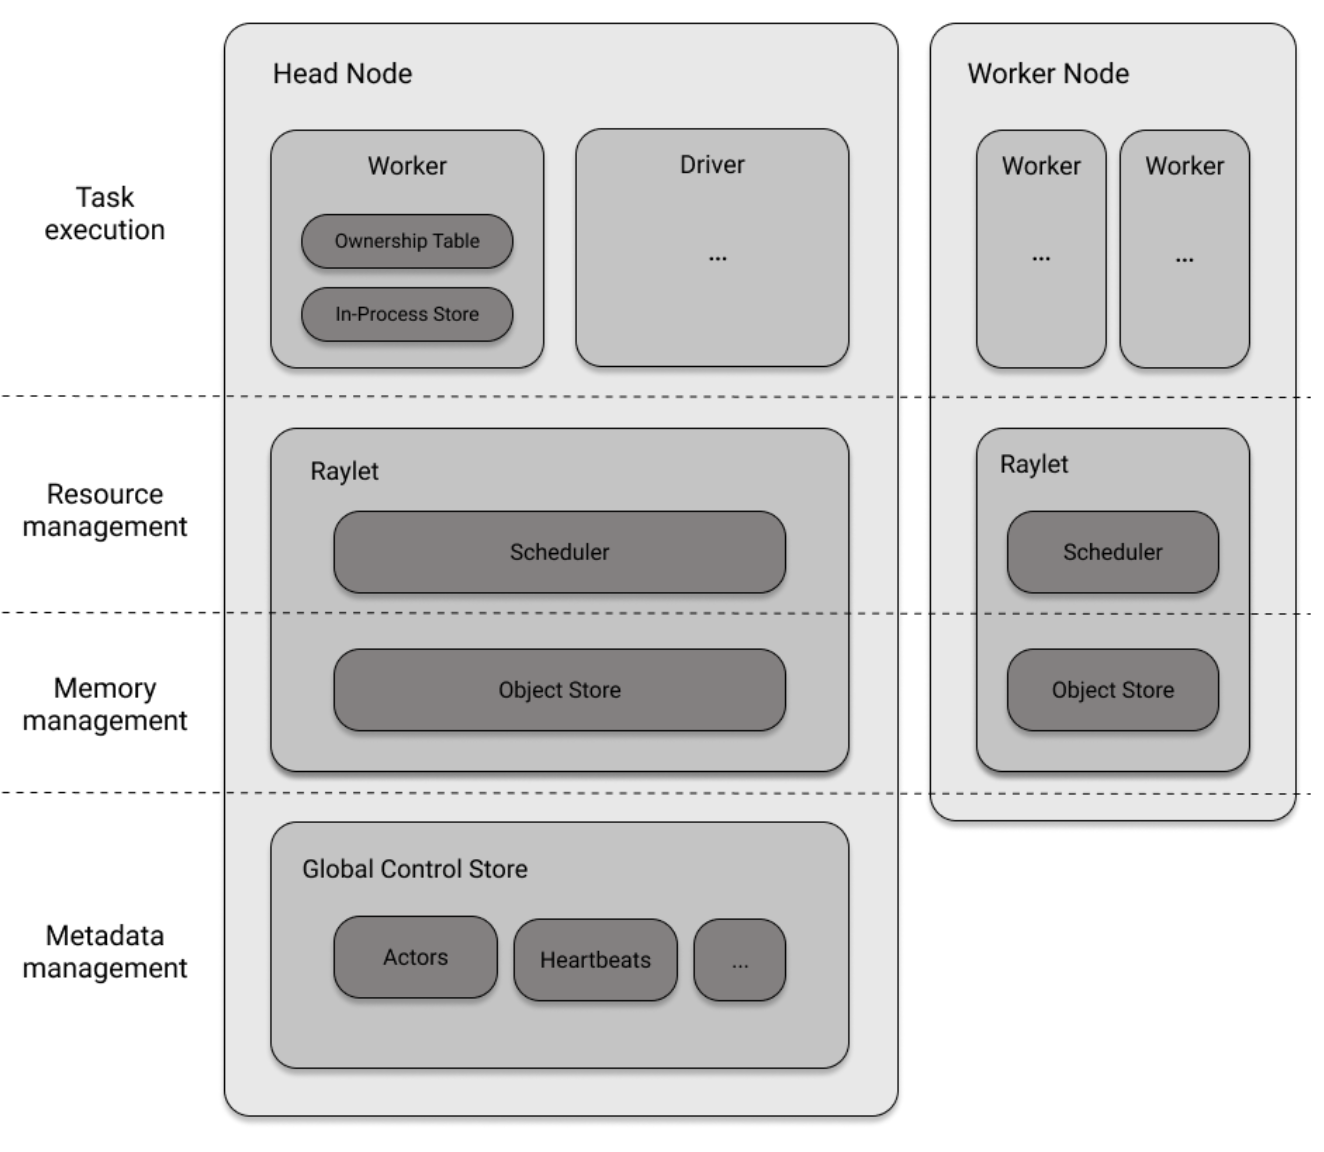 Head Node
Worker Node
Task
execution
Worker
Ownership Table
In-Process Store
Driver
...
Worker
...
Worker
...
Resource
management
Raylet
Scheduler
Raylet
Scheduler
Memory
management
Object Store
Object Store
Metadata
management
Global Control Store
Actors
Heartbeats
...